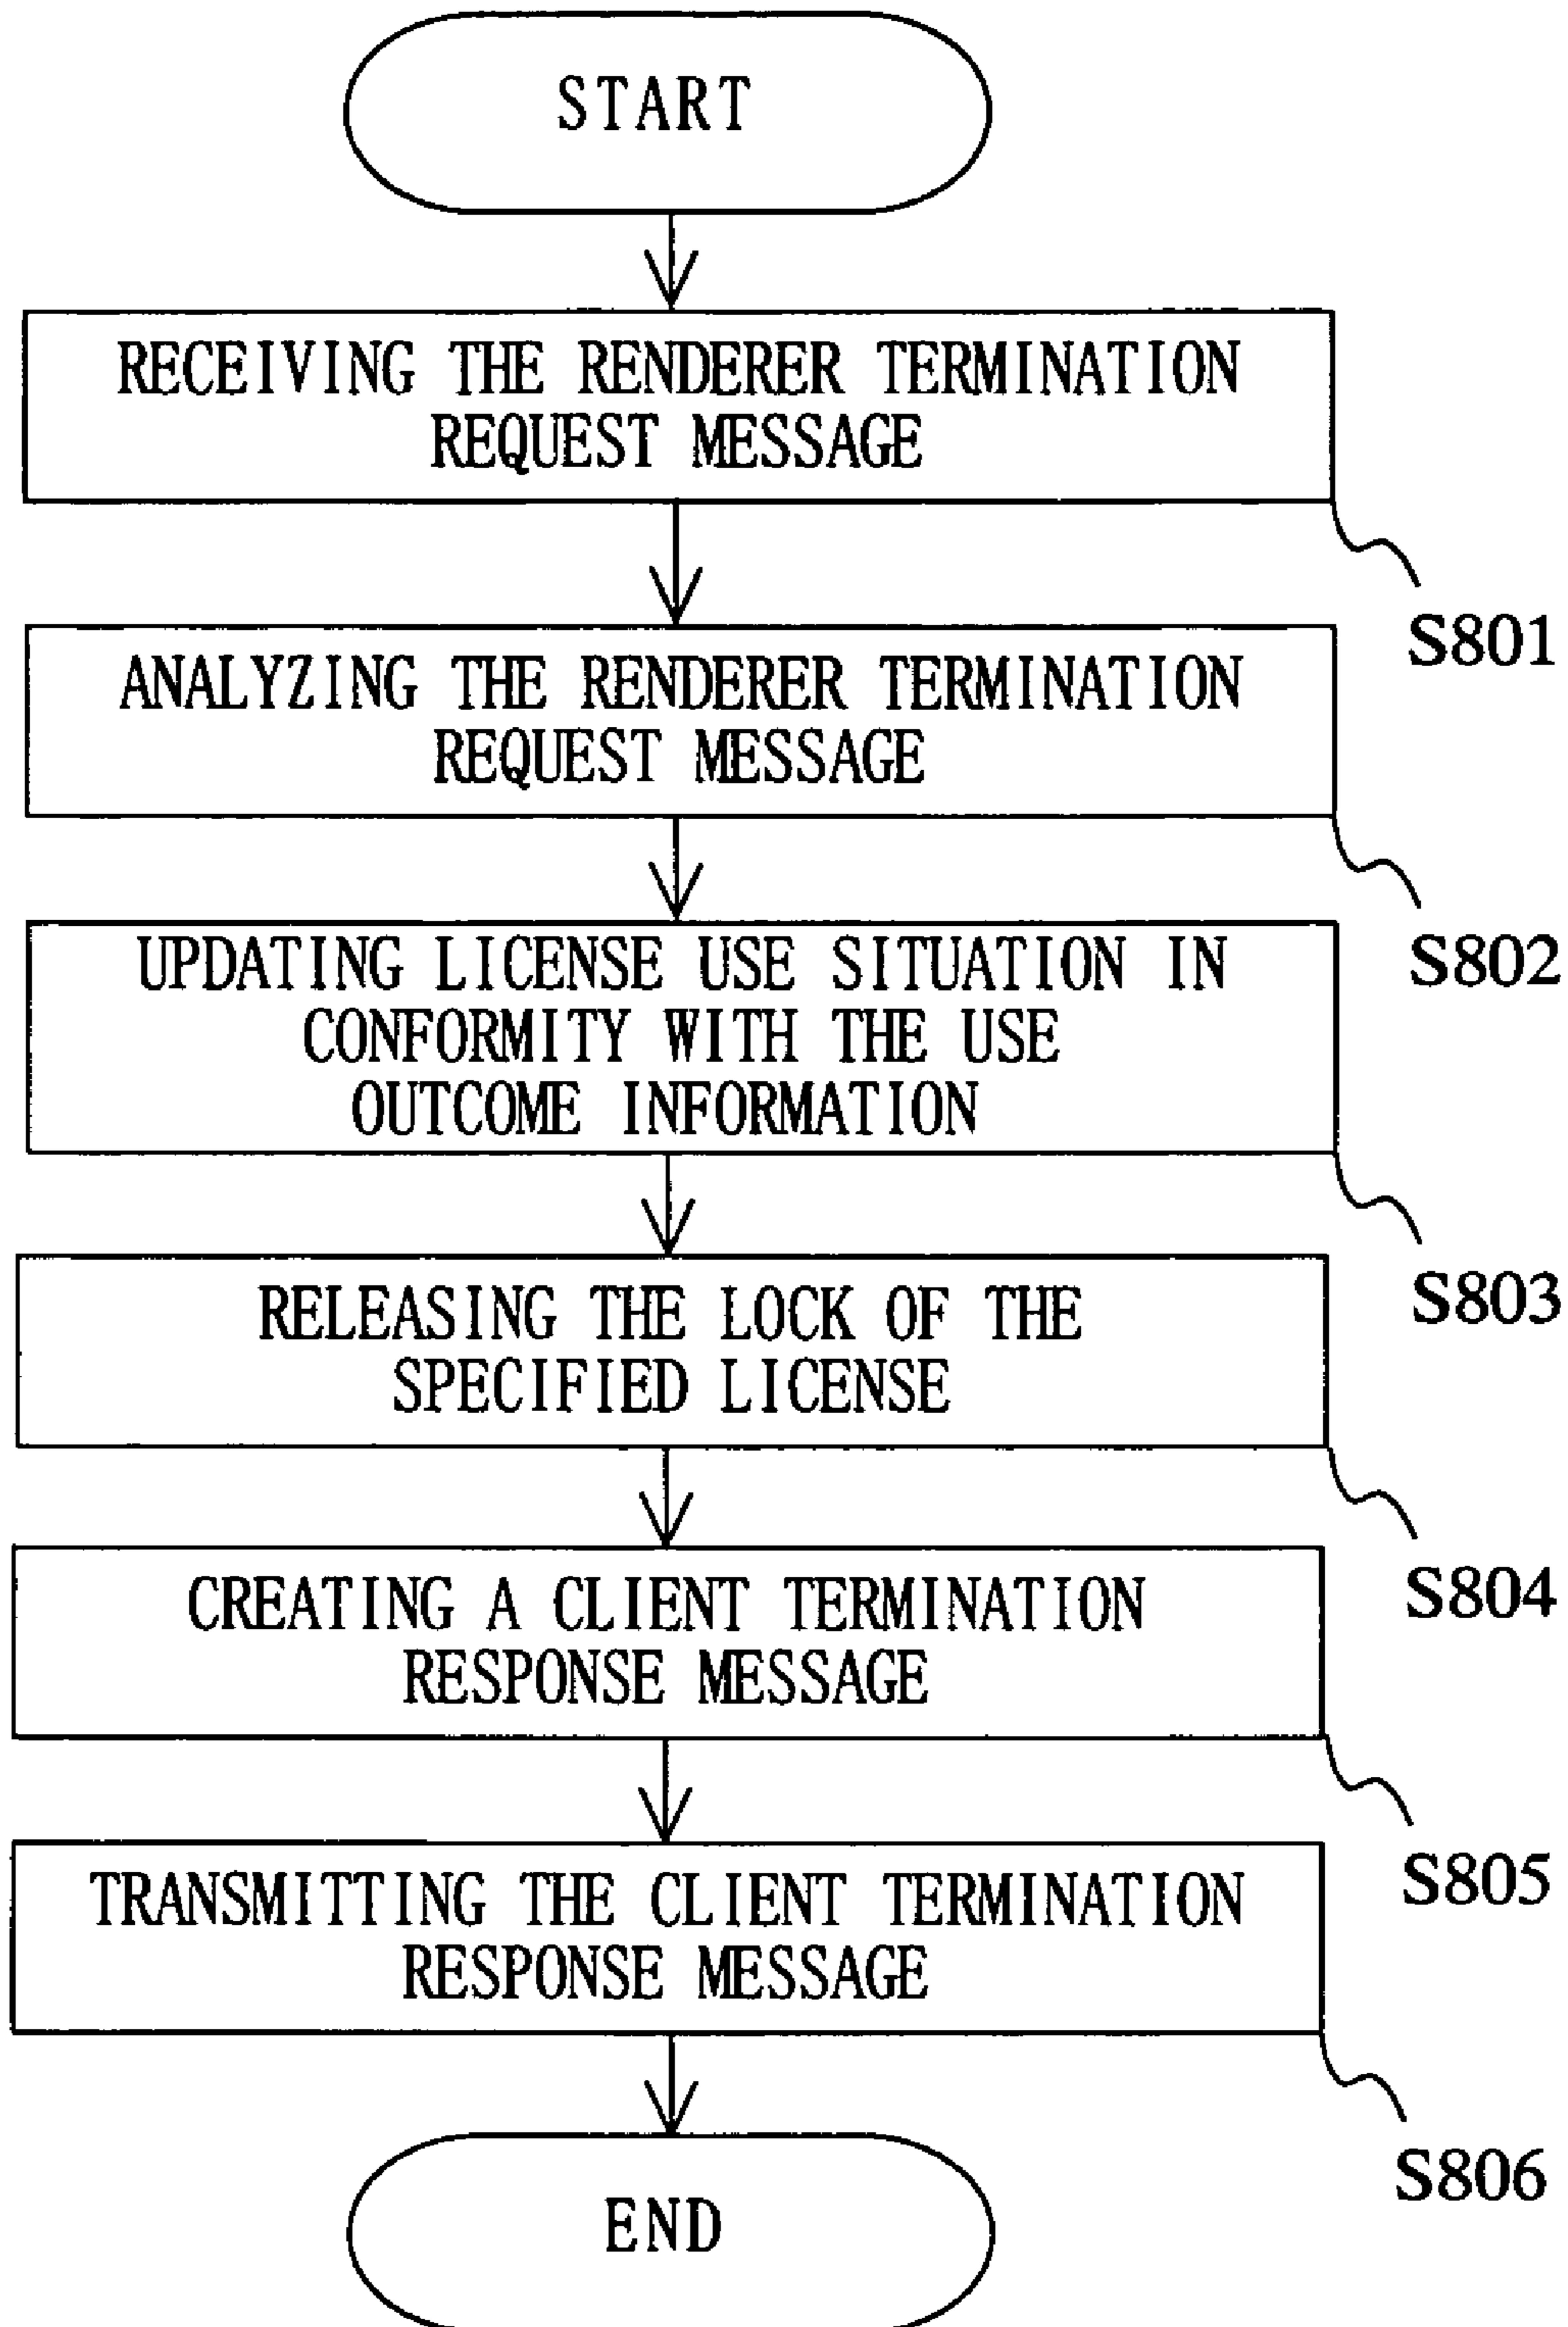 START
RECEIVING THE RENDERER TERMINATION
REQUEST MESSAGE
S801
ANALYZING THE RENDERER TERMINATION
REQUEST MESSAGE
S802
UPDATING LICENSE USE SITUATION IN
CONFORMITY WITH THE USE
OUTCOME INFORMATION
S803
RELEASING THE LOCK OF THE
SPECIFIED LICENSE
S804
CREATING A CLIENT TERMINATION
RESPONSE MESSAGE
S805
TRANSMITTING THE CLIENT TERMINATION
RESPONSE MESSAGE
S806
END